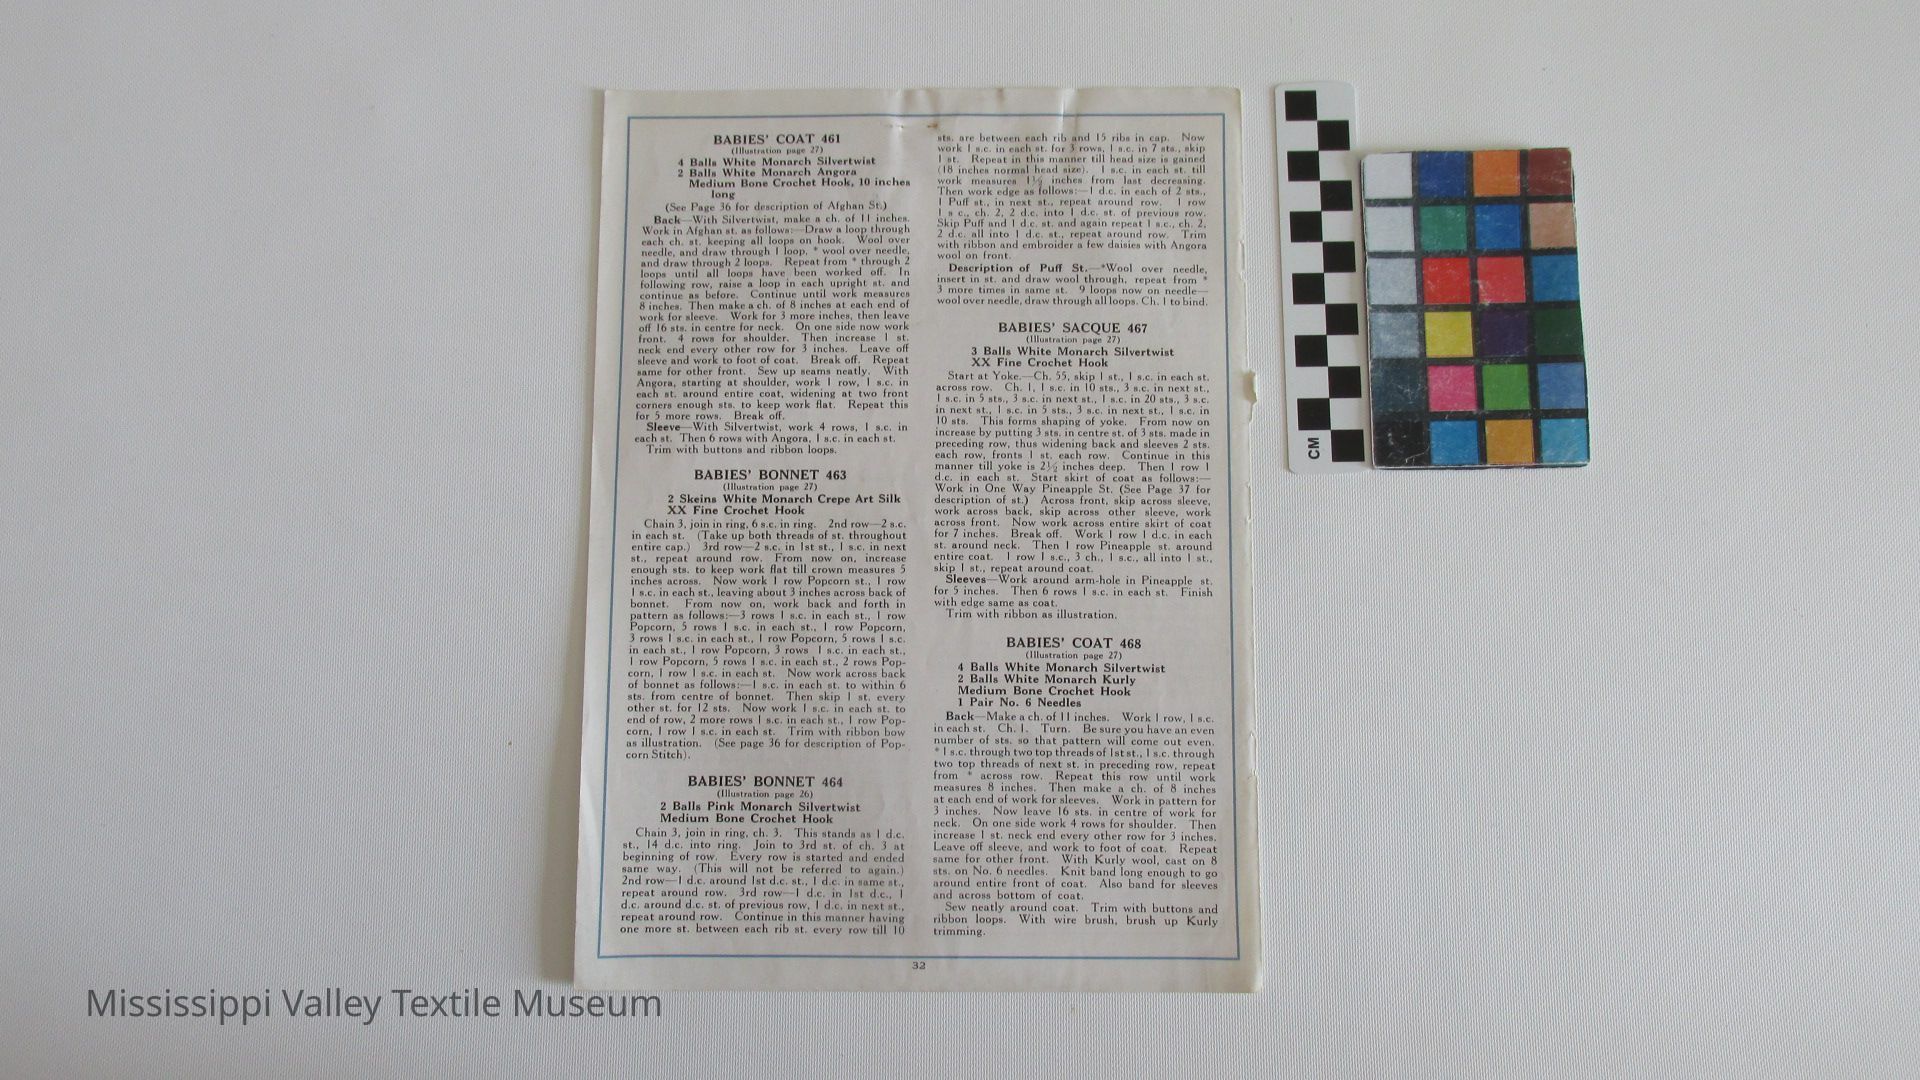 BABIES' COAT 461
(Illustration page 27)
4 Balls White Monarch Silvertwist
2 Balls White Monarch Angora
Medium Bone Crochet Hook, 10 inches
long
(See Page 36 for description of Afghan St.)
Back—With Silvertwist, make a ch. of 11 inches.
Work in Afghan st. as follows:—Draw a loop through
each ch. st. keeping all loops on hook. Wool over
needle, and draw through 1 loop, * wool over needle,
and draw through 2 loops. Repeat from * through 2
loops until all loops have been worked off. In
following row, raise a loop in each upright st. and
continue as before. Continue until work measures
8 inches. Then make a ch. of 8 inches at each end of
work for sleeve. Work for 3 more inches, then leave
off 16 sts. in centre for neck. On one side now work
front. 4 rows for shoulder. Then increase 1 st.
neck end every other row for 3 inches. Leave off
sleeve and work to foot of coat. Break off. Repeat
same for other front. Sew up seams neatly. With
Angora, starting at shoulder, work 1 row, 1 s.c. in
each st. around entire coat, widening at two front
corners enough sts. to keep work flat. Repeat this
for 5 more rows. Break off.
Sleeve—With Silvertwist, work 4 rows, 1 s.c. in
each st. Then 6 rows with Angora, 1 s.c. in each st.
Trim with buttons and ribbon loops.
BABIES' BONNET 463
(Illustration page 27)
2 Skeins White Monarch Crepe Art Silk
XX Fine Crochet Hook
Chain 3, join in ring, 6 s.c. in ring. 2nd row—2 s.c.
in each st. (Take up both threads of st. throughout
entire cap.) 3rd row—2 s.c. in 1st st., 1 s.c. in next
st., repeat around row. From now on, increase
enough sts. to keep work flat till crown measures 5
inches across. Now work 1 row Popcorn st., 1 row
1 s.c. in each st., leaving about 3 inches across back of
bonnet. From now on, work back and forth in
pattern as follows:—3 rows 1 s.c. in each st., 1 row
Popcorn, 5 rows 1 s.c. in each st., 1 row Popcorn,
3 rows 1 s.c. in each st., 1 row Popcorn, 5 rows 1 s.c.
in each st., 1 row Popcorn, 3 rows 1 s.c. in each st.,
1 row Popcorn, 5 rows 1 s.c. in each st., 2 rows Pop-
corn, 1 row 1 s.c. in each st. Now work across back
of bonnet as follows:—1 s.c. in each st. to within 6
sts. from centre of bonnet. Then skip 1 st. every
other st. for 12 sts. Now work 1 s.c. in each st. to
end of row, 2 more rows 1 s.c. in each st., 1 row Pop-
corn, 1 row 1 s.c. in each st. Trim with ribbon bow
as illustration. (See page 36 for description of Pop-
corn Stitch).
BABIES' BONNET 464
(Illustration page 26)
2 Balls Pink Monarch Silvertwist
Medium Bone Crochet Hook
Chain 3, join in ring, ch. 3. This stands as 1 d.c.
st., 14 d.c. into ring. Join to 3rd st. of ch. 3 at
beginning of row. Every row is started and ended
same way. (This will not be referred to again.)
2nd row—1 d.c. around 1st d.c. st., 1 d.c. in same st.,
repeat around row. 3rd row—1 d.c. in 1st d.c., 1
d.c. around d.c. st. of previous row, 1 d.c. in next st.,
repeat around row. Continue in this manner having
one more st. between each rib st. every row till 10
sts. are between each rib and 15 ribs in cap. Now
work 1 s.c. in each st. for 3 rows, 1 s.c. in 7 sts., skip
1 st. Repeat in this manner till head size is gained
(18 inches normal head size). 1 s.c. in each st. till
work measures 1½ inches from last decreasing.
Then work edge as follows:—1 d.c. in each of 2 sts.,
1 Puff st., in next st., repeat around row. 1 row
1 s c., ch. 2, 2 d.c. into 1 d.c. st. of previous row.
Skip Puff and 1 d.c. st. and again repeat 1 s.c., ch. 2,
2 d.c. all into 1 d.c. st., repeat around row. Trim
with ribbon and embroider a few daisies with Angora
wool on front.
Description of Puff St.—*Wool over needle,
insert in st. and draw wool through, repeat from *
3 more times in same st. 9 loops now on needle—
wool over needle, draw through all loops. Ch. 1 to bind.
BABIES' SACQUE 467
(Illustration page 27)
3 Balls White Monarch Silvertwist
XX Fine Crochet Hook
Start at Yoke.—Ch. 55, skip 1 st., 1 s.c. in each st.
across row. Ch. 1, 1 s.c. in 10 sts., 3 s.c. in next st.,
1 s.c. in 5 sts., 3 s.c. in next st., 1 s.c. in 20 sts., 3 s.c.
in next st., 1 s.c. in 5 sts., 3 s.c. in next st., 1 s.c. in
10 sts. This forms shaping of yoke. From now on
increase by putting 3 sts. in centre st. of 3 sts. made in
preceding row, thus widening back and sleeves 2 sts.
each row, fronts 1 st. each row. Continue in this
manner till yoke is 2½ inches deep. Then 1 row 1
d.c. in each st. Start skirt of coat as follows:—
Work in One Way Pineapple St. (See Page 37 for
description of st.) Across front, skip across sleeve,
work across back, skip across other sleeve, work
across front. Now work across entire skirt of coat
for 7 inches. Break off. Work 1 row 1 d.c. in each
st. around neck. Then 1 row Pineapple st. around
entire coat. 1 row 1 s.c., 3 ch., 1 s.c., all into 1 st.,
skip 1 st., repeat around coat.
Sleeves—Work around arm-hole in Pineapple st.
for 5 inches. Then 6 rows 1 s.c. in each st. Finish
with edge same as coat.
Trim with ribbon as illustration.
BABIES' COAT 468
(Illustration page 27)
4 Balls White Monarch Silvertwist
2 Balls White Monarch Kurly
Medium Bone Crochet Hook
1 Pair No. 6 Needles
Back—Make a ch. of 11 inches. Work 1 row, 1 s.c.
in each st. Ch. 1. Turn. Be sure you have an even
number of sts. so that pattern will come out even.
* 1 s.c. through two top threads of 1st st., 1 s.c. through
two top threads of next st. in preceding row, repeat
from * across row. Repeat this row until work
measures 8 inches. Then make a ch. of 8 inches
at each end of work for sleeves. Work in pattern for
3 inches. Now leave 16 sts. in centre of work for
neck. On one side work 4 rows for shoulder. Then
increase 1 st. neck end every other row for 3 inches.
Leave off sleeve, and work to foot of coat. Repeat
same for other front. With Kurly wool, cast on 8
sts. on No. 6 needles. Knit band long enough to go
around entire front of coat. Also band for sleeves
and across bottom of coat.
Sew neatly around coat. Trim with buttons and
ribbon loops. With wire brush, brush up Kurly
trimming.
32
CM
Mississippi Valley Textile Museum